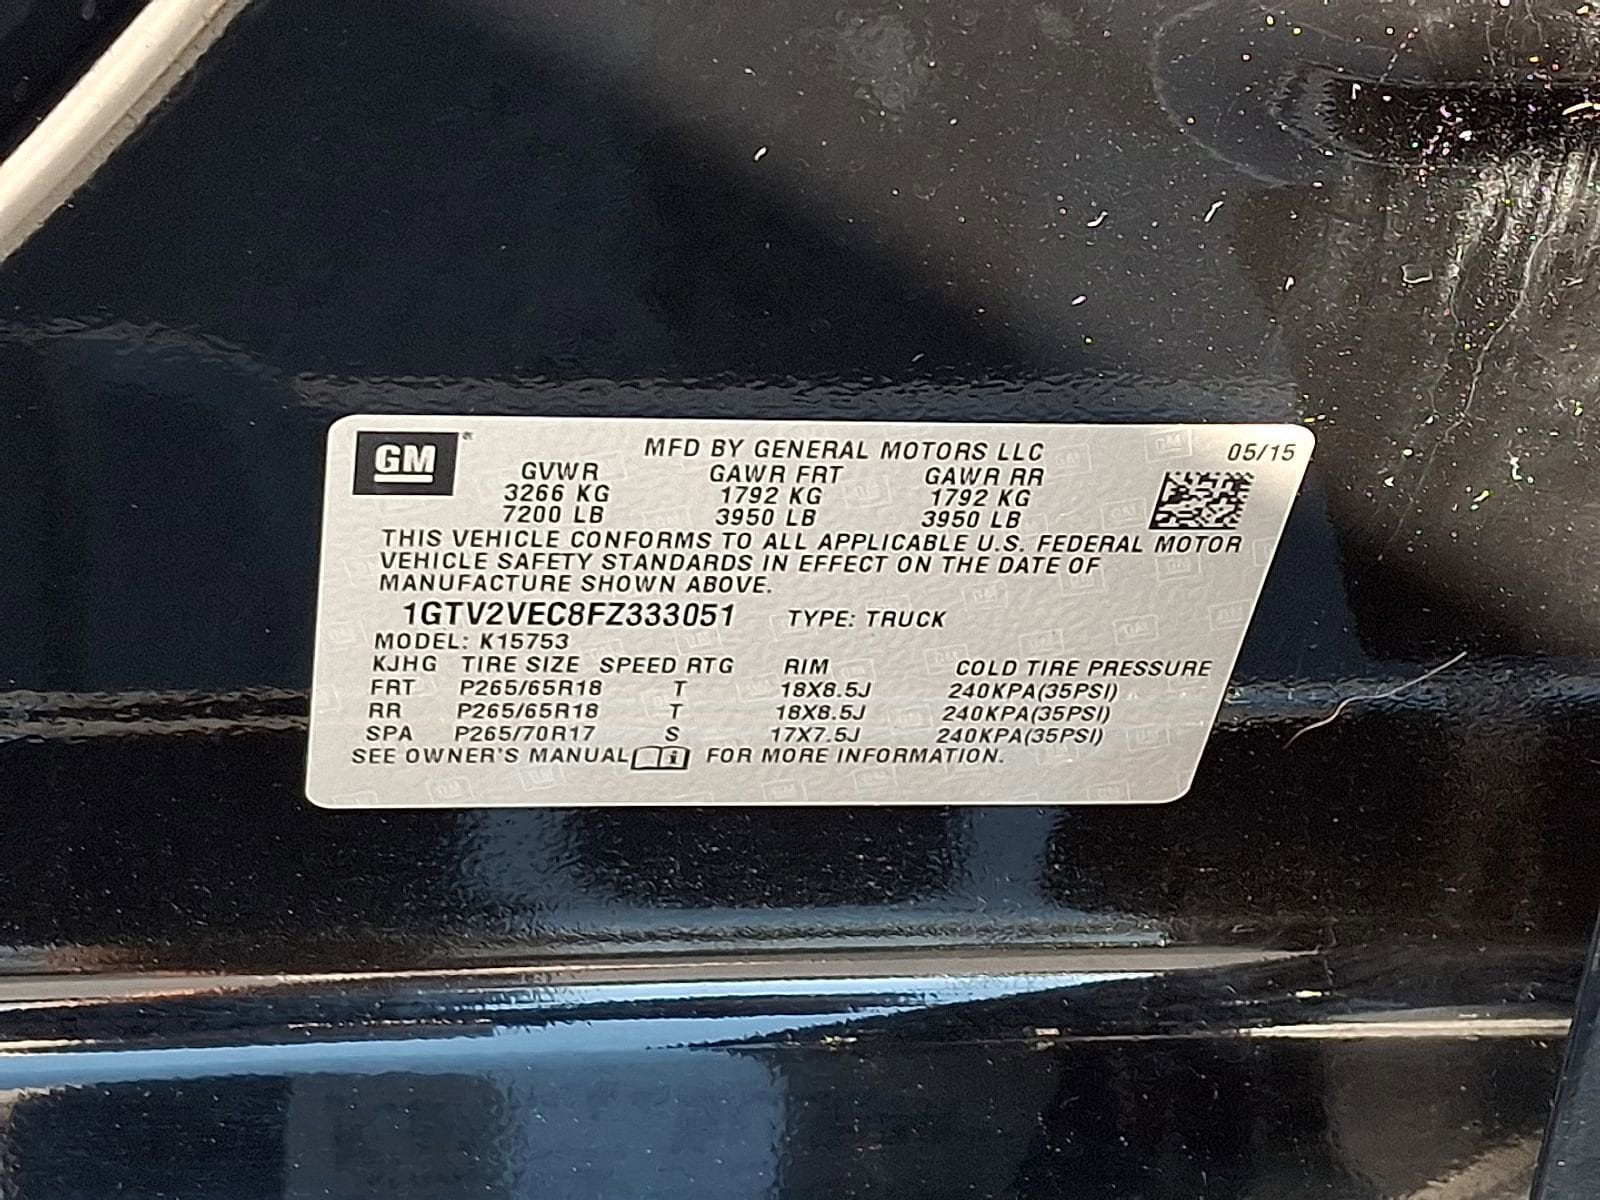 GM ® MFD BY GENERAL MOTORS LLC 05/15
GVWR GAWR FRT GAWR RR
3266 KG 1792 KG 1792 KG
7200 LB 3950 LB 3950 LB
THIS VEHICLE CONFORMS TO ALL APPLICABLE U.S. FEDERAL MOTOR
VEHICLE SAFETY STANDARDS IN EFFECT ON THE DATE OF
MANUFACTURE SHOWN ABOVE.
1GTV2VEC8FZ333051 TYPE: TRUCK
MODEL: K15753
KJHG TIRE SIZE SPEED RTG RIM COLD TIRE PRESSURE
FRT P265/65R18 T 18X8.5J 240KPA(35PSI)
RR P265/65R18 T 18X8.5J 240KPA(35PSI)
SPA P265/70R17 S 17X7.5J 240KPA(35PSI)
SEE OWNER'S MANUAL i FOR MORE INFORMATION.